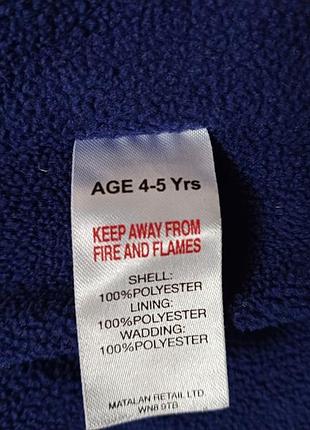 AGE 4-5 Yrs
KEEP AWAY FROM
FIRE AND FLAMES
SHELL:
100%POLYESTER
LINING:
100%POLYESTER
WADDING:
100%POLYESTER
MATALAN RETAIL LTD.
WN8 9TB